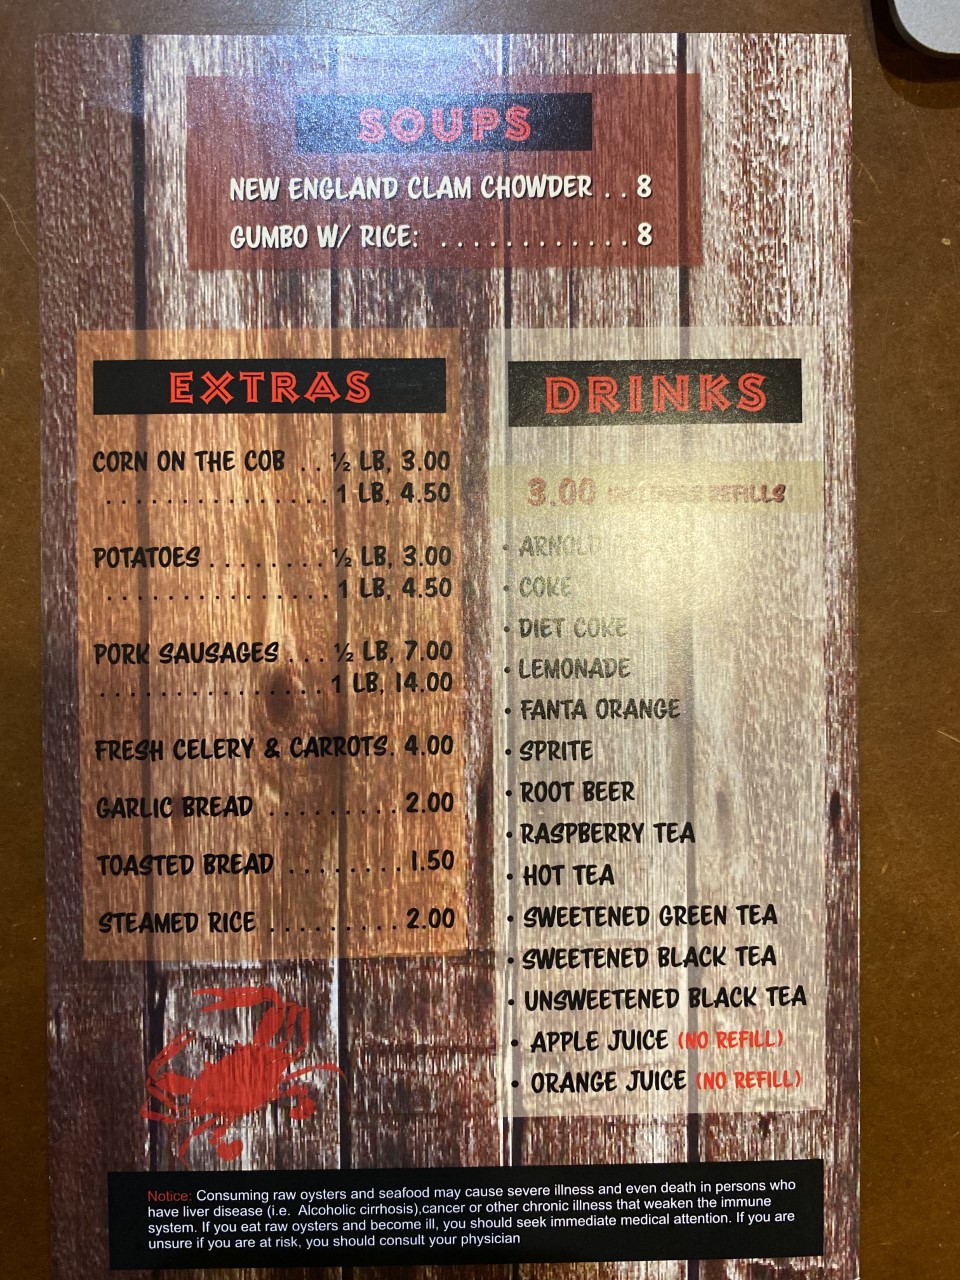 SOUPS
NEW ENGLAND CLAM CHOWDER . . 8
GUMBO W/ RICE: . . . . . . . . . . . . 8
EXTRAS
CORN ON THE COB . . ½ LB, 3.00
. . . . . . . . . . . . . . . . 1 LB, 4.50
POTATOES . . . . . . . . ½ LB, 3.00
. . . . . . . . . . . . . . . . 1 LB, 4.50
PORK SAUSAGES . . . ½ LB, 7.00
. . . . . . . . . . . . . . . . 1 LB, 14.00
FRESH CELERY & CARROTS. 4.00
GARLIC BREAD . . . . . . . . . 2.00
TOASTED BREAD . . . . . . . . 1.50
STEAMED RICE . . . . . . . . . 2.00
DRINKS
3.00 REFILLS
• ARNOLD
• COKE
• DIET COKE
• LEMONADE
• FANTA ORANGE
• SPRITE
• ROOT BEER
• RASPBERRY TEA
• HOT TEA
• SWEETENED GREEN TEA
• SWEETENED BLACK TEA
• UNSWEETENED BLACK TEA
• APPLE JUICE (NO REFILL)
• ORANGE JUICE (NO REFILL)
Notice: Consuming raw oysters and seafood may cause severe illness and even death in persons who
have liver disease (i.e. Alcoholic cirrhosis),cancer or other chronic illness that weaken the immune
system. If you eat raw oysters and become ill, you should seek immediate medical attention. If you are
unsure if you are at risk, you should consult your physician